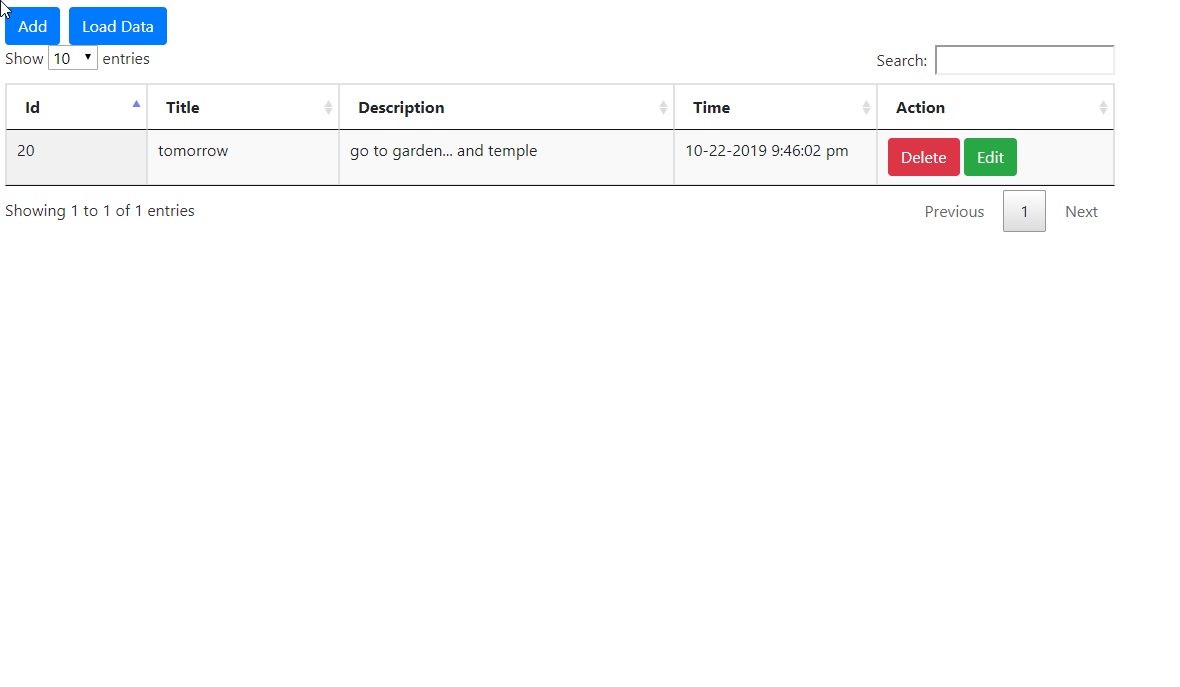 Add Load Data
Show 10 entries Search:
Id Title Description Time Action
20 tomorrow go to garden... and temple 10-22-2019 9:46:02 pm Delete Edit
Showing 1 to 1 of 1 entries Previous 1 Next